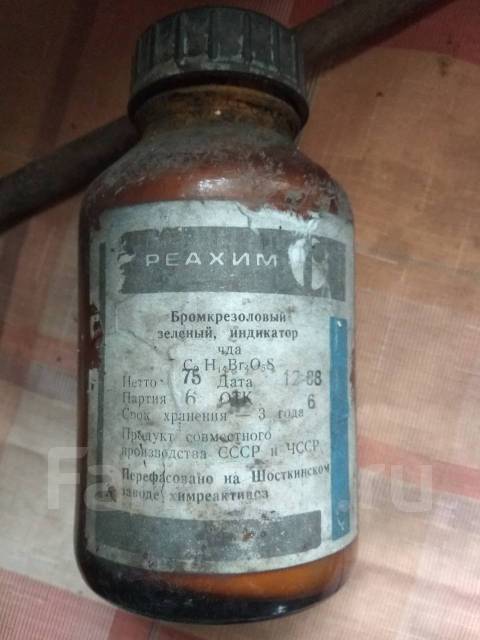 РЕАХИМ
Бромкрезоловый
зеленый, индикатор
чда
Нетто 75 Дата 12-88
Партия 6 ОТК 6
Срок хранения — 3 года
Продукт совместного
производства СССР и ЧССР
Перефасовано на Шосткинском
заводе химреактивов